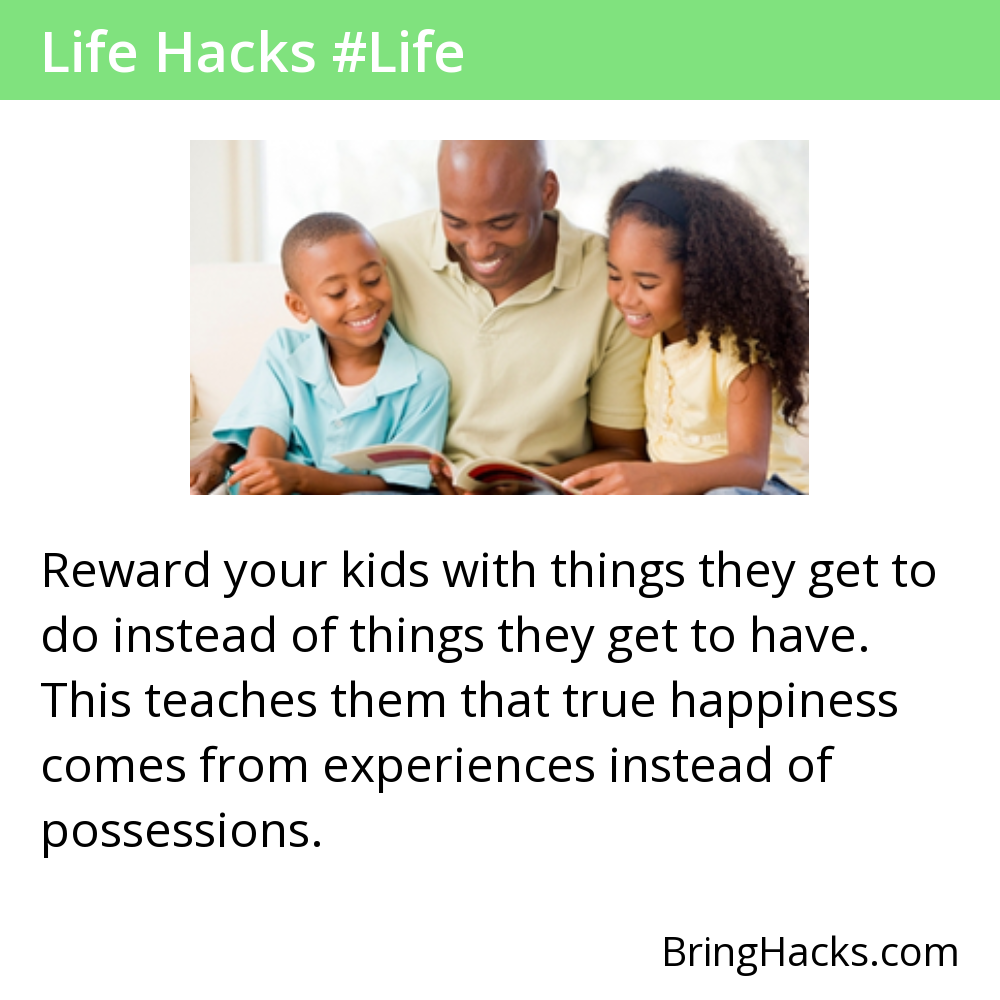 Life Hacks #Life
Reward your kids with things they get to
do instead of things they get to have.
This teaches them that true happiness
comes from experiences instead of
possessions.
BringHacks.com